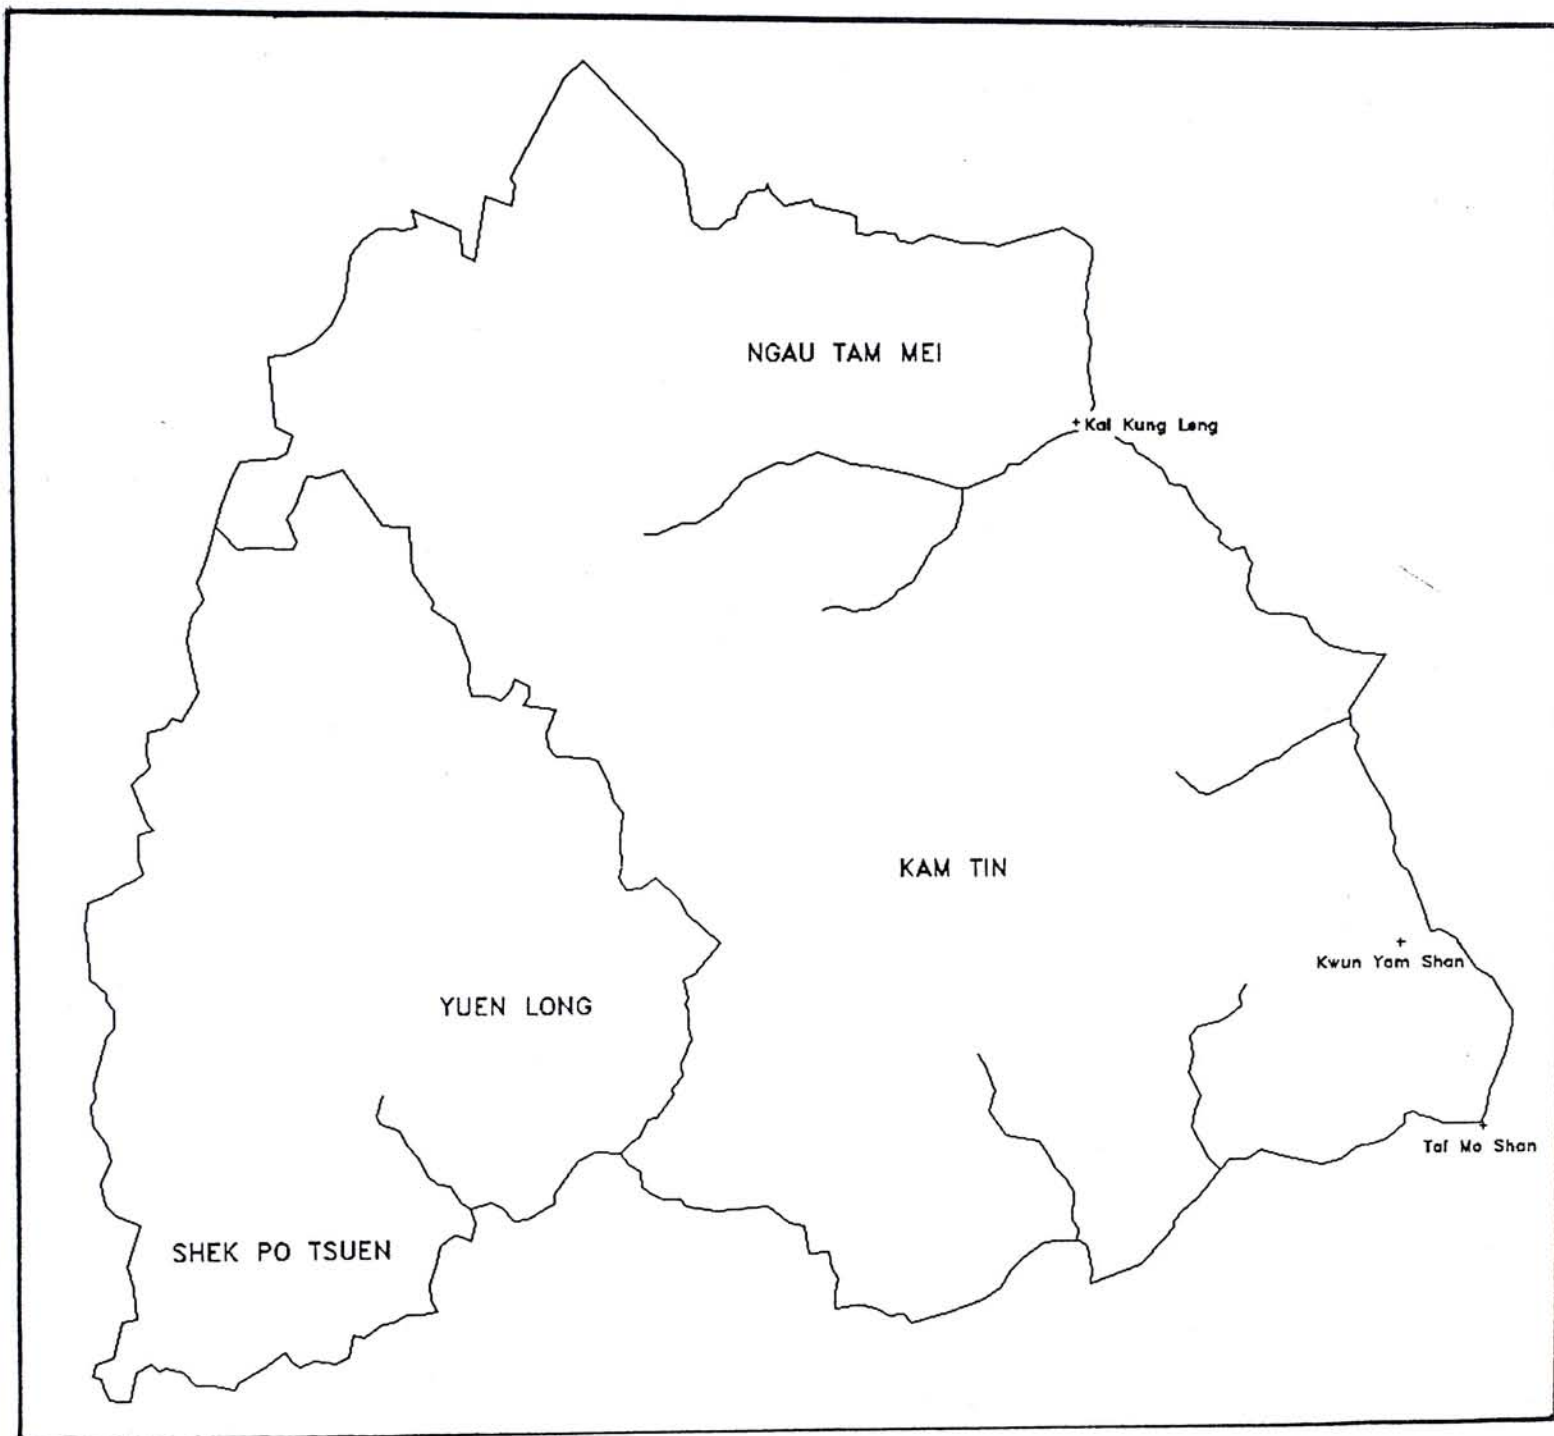 NGAU TAM MEI
Kai Kung Leng
KAM TIN
Kwun Yam Shan
YUEN LONG
Tai Mo Shan
SHEK PO TSUEN